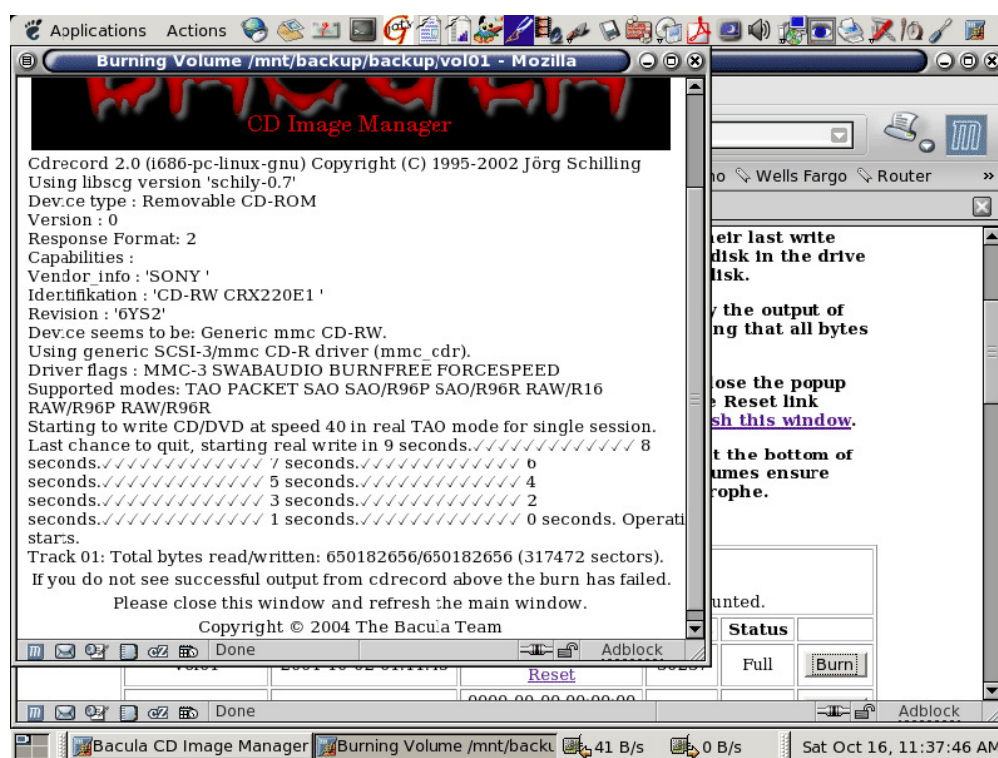 Applications Actions
Burning Volume /mnt/backup/backup/vol01 - Mozilla
CD Image Manager
Cdrecord 2.0 (i686-pc-linux-gnu) Copyright (C) 1995-2002 Jörg Schilling
Using libscg version 'schily-0.7'
Device type : Removable CD-ROM
Version : 0
Response Format: 2
Capabilities :
Vendor_info : 'SONY '
Identifikation : 'CD-RW CRX220E1 '
Revision : '6YS2'
Device seems to be: Generic mmc CD-RW.
Using generic SCSI-3/mmc CD-R driver (mmc_cdr).
Driver flags : MMC-3 SWABAUDIO BURNFREE FORCESPEED
Supported modes: TAO PACKET SAO SAO/R96P SAO/R96R RAW/R16
RAW/R96P RAW/R96R
Starting to write CD/DVD at speed 40 in real TAO mode for single session.
Last chance to quit, starting real write in 9 seconds.✓✓✓✓✓✓✓✓✓✓✓✓✓ 8
seconds.✓✓✓✓✓✓✓✓✓✓✓✓✓ 7 seconds.✓✓✓✓✓✓✓✓✓✓✓✓✓ 6
seconds.✓✓✓✓✓✓✓✓✓✓✓✓✓ 5 seconds.✓✓✓✓✓✓✓✓✓✓✓✓✓ 4
seconds.✓✓✓✓✓✓✓✓✓✓✓✓✓ 3 seconds.✓✓✓✓✓✓✓✓✓✓✓✓✓ 2
seconds.✓✓✓✓✓✓✓✓✓✓✓✓✓ 1 seconds.✓✓✓✓✓✓✓✓✓✓✓✓✓ 0 seconds. Operati
starts.
Track 01: Total bytes read/written: 650182656/650182656 (317472 sectors).
If you do not see successful output from cdrecord above the burn has failed.
Please close this window and refresh the main window.
Copyright © 2004 The Bacula Team
Done Adblock
Wells Fargo Router »
eir last write
disk in the drive
disk.
the output of
ng that all bytes
ose the popup
Reset link
sh this window.
t the bottom of
umes ensure
rophe.
unted.
Status
Reset Full Burn
Done Adblock
Bacula CD Image Manager Burning Volume /mnt/backu 41 B/s 0 B/s Sat Oct 16, 11:37:46 AM